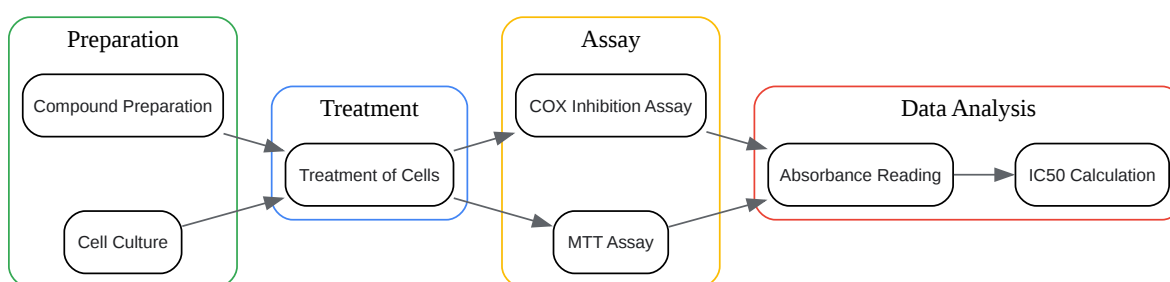 Preparation
Compound Preparation
Cell Culture
Treatment
Treatment of Cells
Assay
COX Inhibition Assay
MTT Assay
Data Analysis
Absorbance Reading
IC50 Calculation